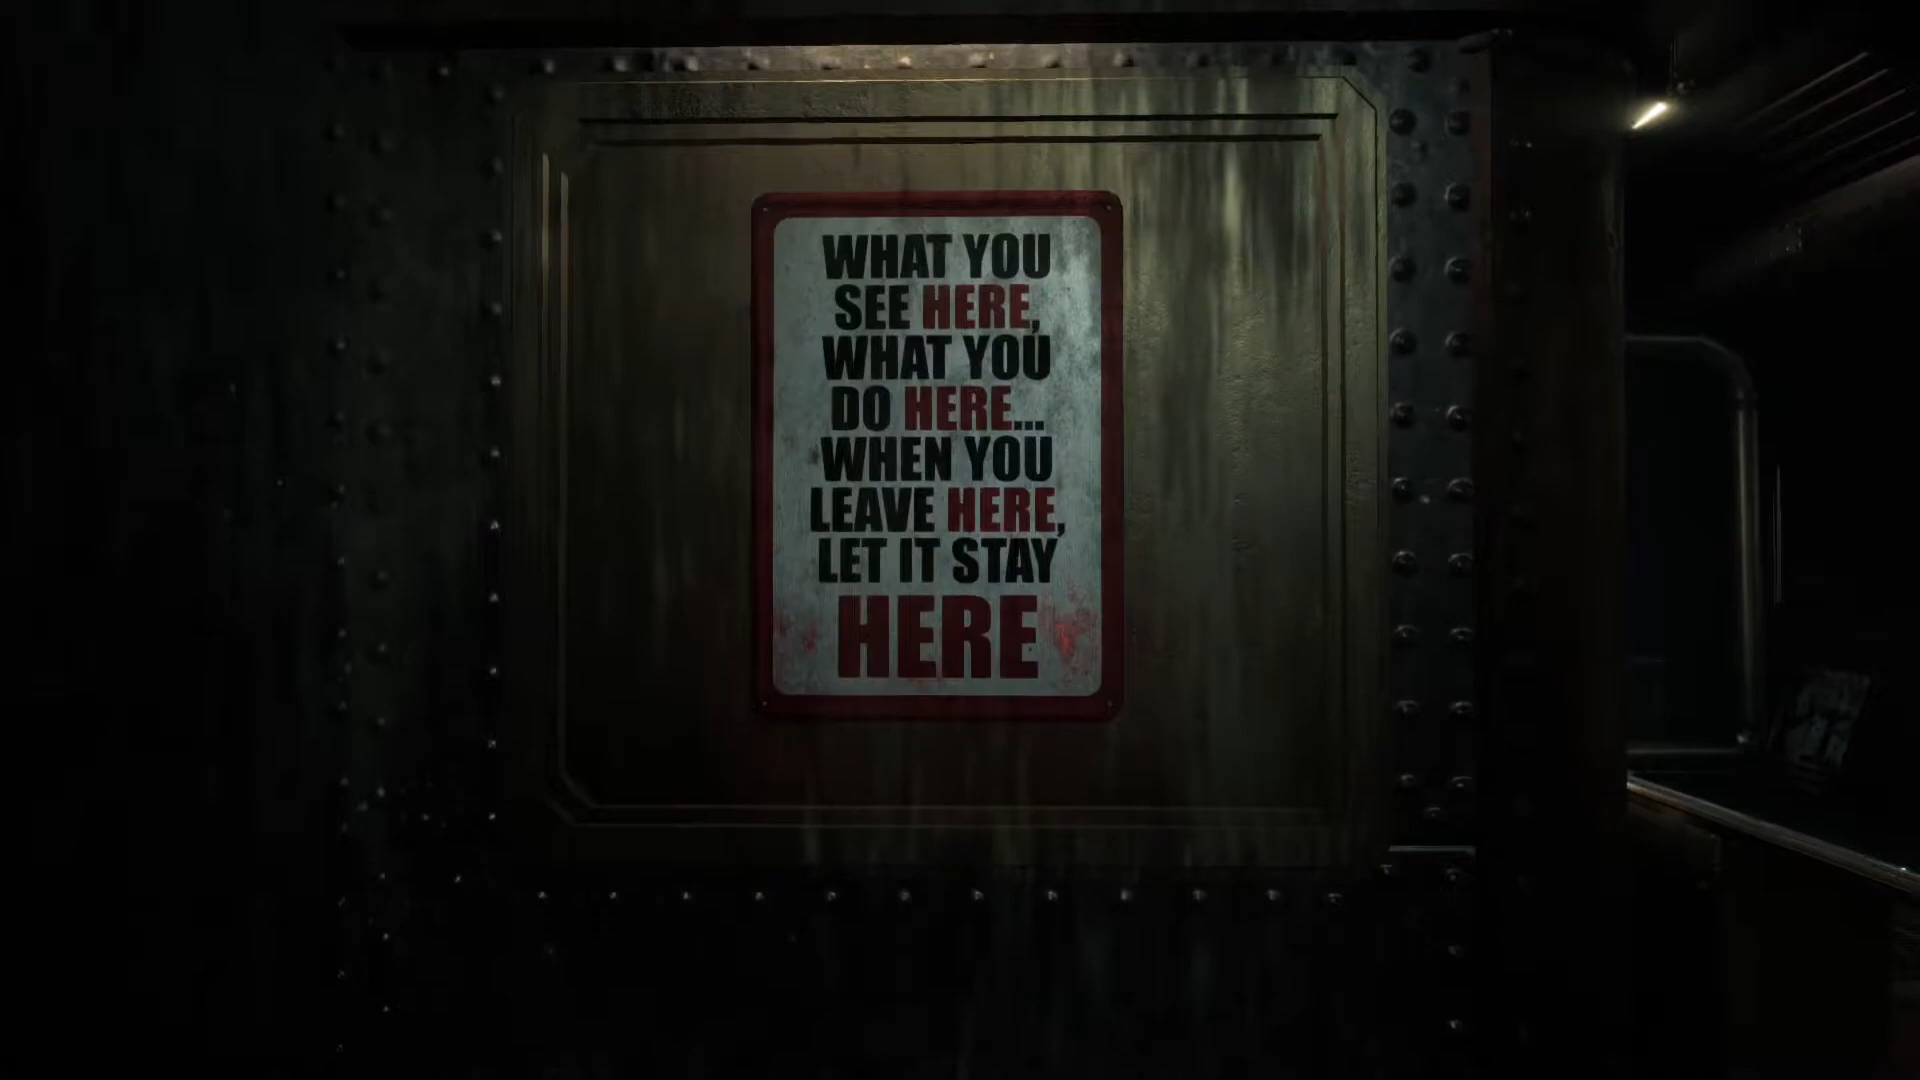 WHAT YOU
SEE HERE,
WHAT YOU
DO HERE...
WHEN YOU
LEAVE HERE,
LET IT STAY
HERE